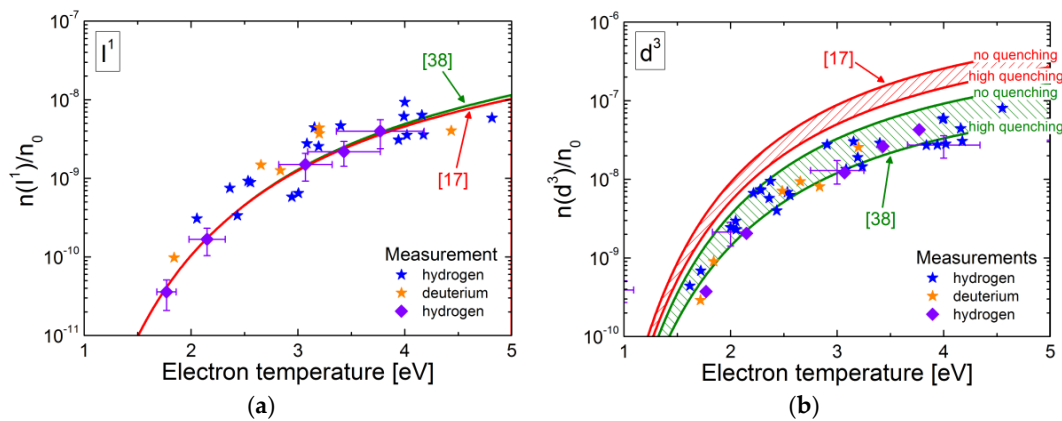 I¹
n(I¹)/n₀
10⁻⁷
10⁻⁸
10⁻⁹
10⁻¹⁰
10⁻¹¹
[38]
[17]
Measurement
hydrogen
deuterium
hydrogen
1 2 3 4 5
Electron temperature [eV]
(a)
d³
n(d³)/n₀
10⁻⁶
10⁻⁷
10⁻⁸
10⁻⁹
10⁻¹⁰
[17]
no quenching
high quenching
no quenching
high quenching
[38]
Measurements
hydrogen
deuterium
hydrogen
1 2 3 4 5
Electron temperature [eV]
(b)